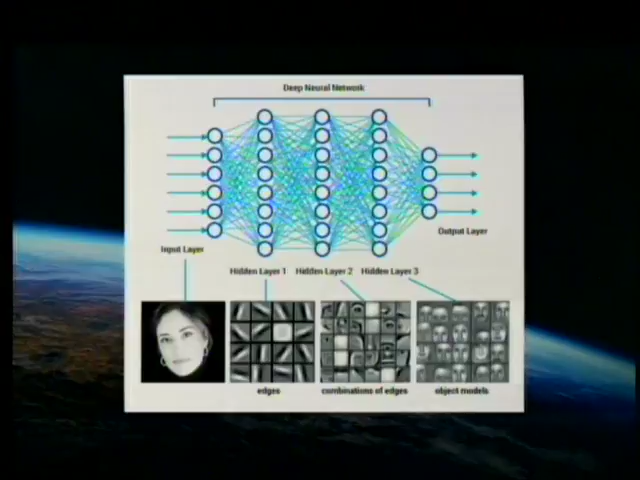 Deep Neural Network
Input Layer
Output Layer
Hidden Layer 1
Hidden Layer 2
Hidden Layer 3
edges
combinations of edges
object models